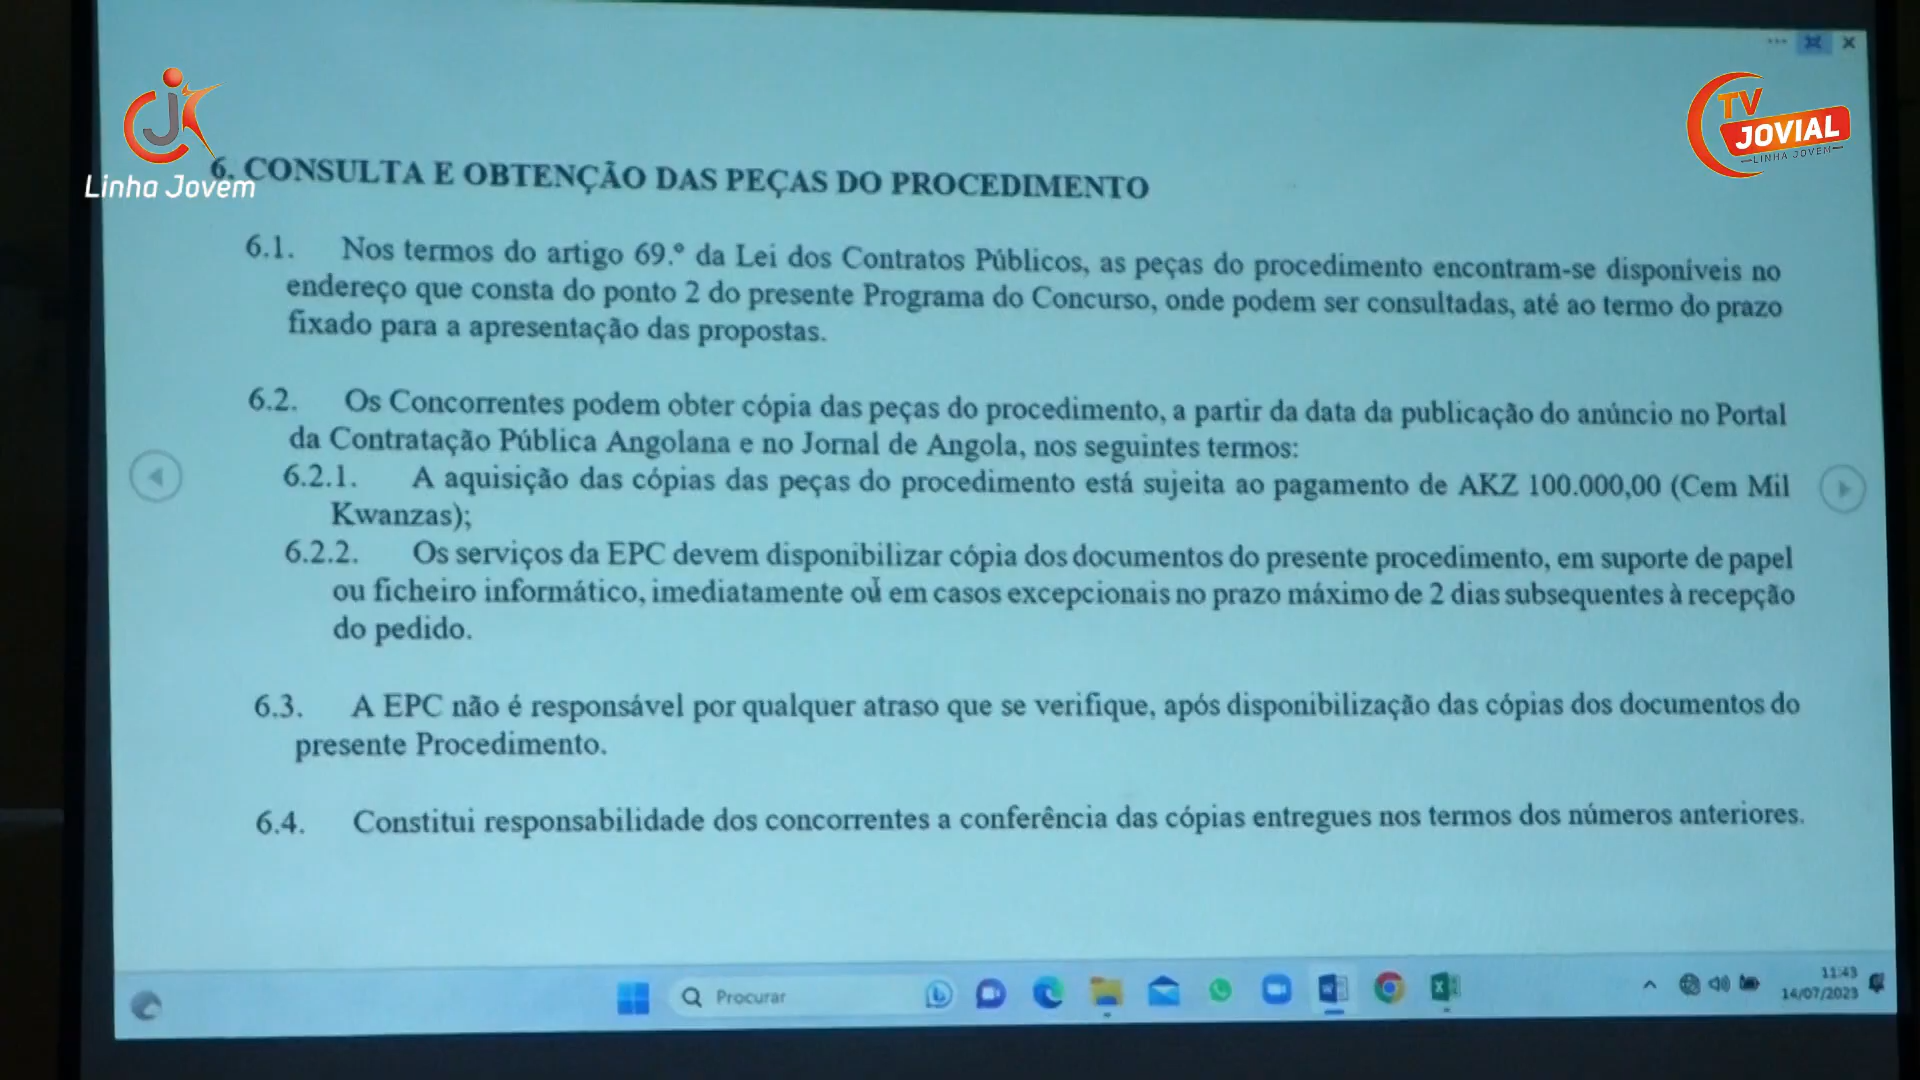 Linha Jovem
TV
JOVIAL
LINHA JOVEM
6. CONSULTA E OBTENÇÃO DAS PEÇAS DO PROCEDIMENTO
6.1. Nos termos do artigo 69.º da Lei dos Contratos Públicos, as peças do procedimento encontram-se disponíveis no
endereço que consta do ponto 2 do presente Programa do Concurso, onde podem ser consultadas, até ao termo do prazo
fixado para a apresentação das propostas.
6.2. Os Concorrentes podem obter cópia das peças do procedimento, a partir da data da publicação do anúncio no Portal
da Contratação Pública Angolana e no Jornal de Angola, nos seguintes termos:
6.2.1. A aquisição das cópias das peças do procedimento está sujeita ao pagamento de AKZ 100.000,00 (Cem Mil
Kwanzas);
6.2.2. Os serviços da EPC devem disponibilizar cópia dos documentos do presente procedimento, em suporte de papel
ou ficheiro informático, imediatamente ou em casos excepcionais no prazo máximo de 2 dias subsequentes à recepção
do pedido.
6.3. A EPC não é responsável por qualquer atraso que se verifique, após disponibilização das cópias dos documentos do
presente Procedimento.
6.4. Constitui responsabilidade dos concorrentes a conferência das cópias entregues nos termos dos números anteriores.
Procurar
11:43
14/07/2023